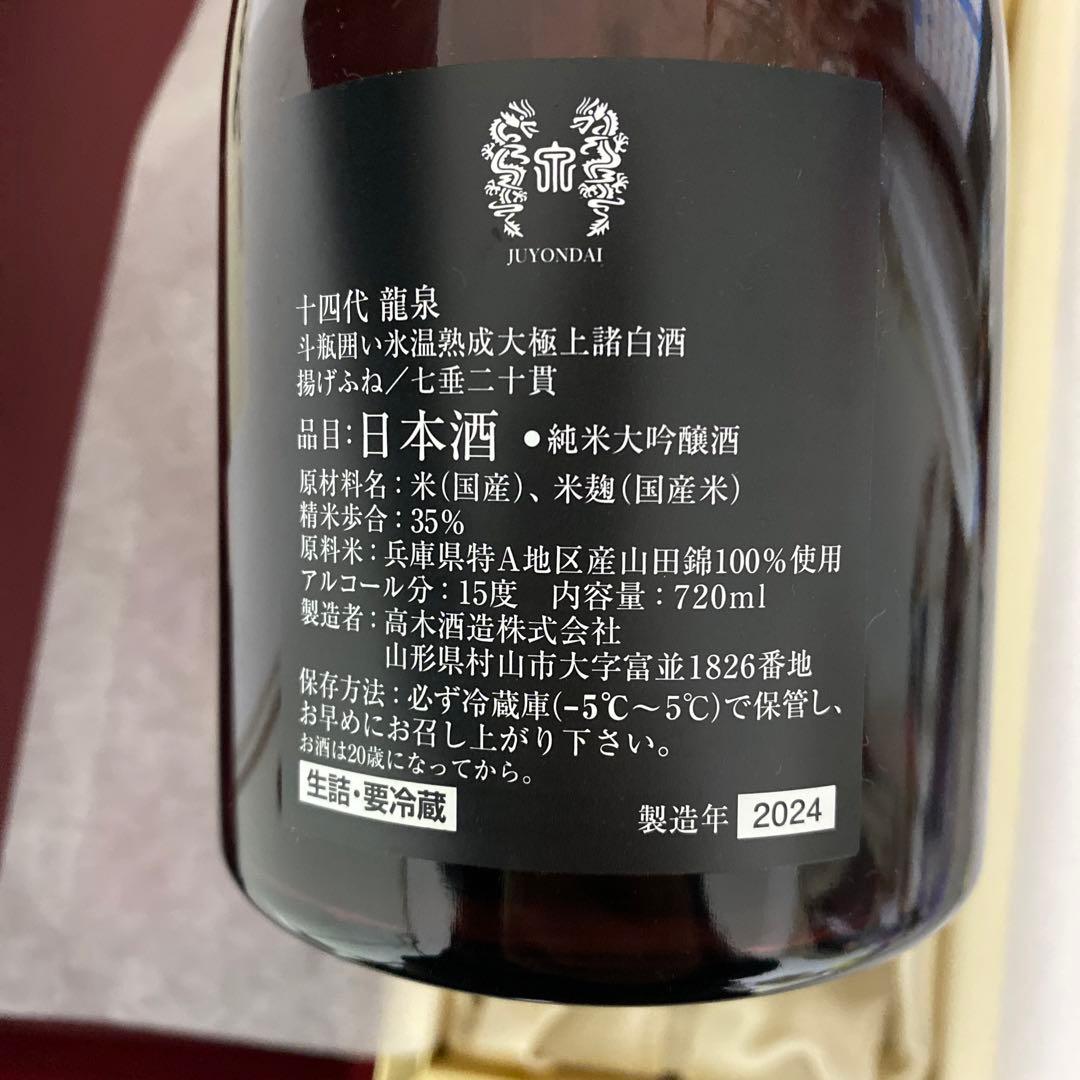 JUYONDAI
十四代 龍泉
斗瓶囲い氷温熟成大極上諸白酒
揚げふね／七垂二十貫
品目：日本酒 ●純米大吟醸酒
原材料名：米（国産）、米麹（国産米）
精米歩合：35％
原料米：兵庫県特A地区産山田錦100％使用
アルコール分：15度　内容量：720ml
製造者：高木酒造株式会社
山形県村山市大字富並1826番地
保存方法：必ず冷蔵庫(−5℃〜5℃)で保管し、
お早めにお召し上がり下さい。
お酒は20歳になってから。
生詰・要冷蔵
製造年 2024